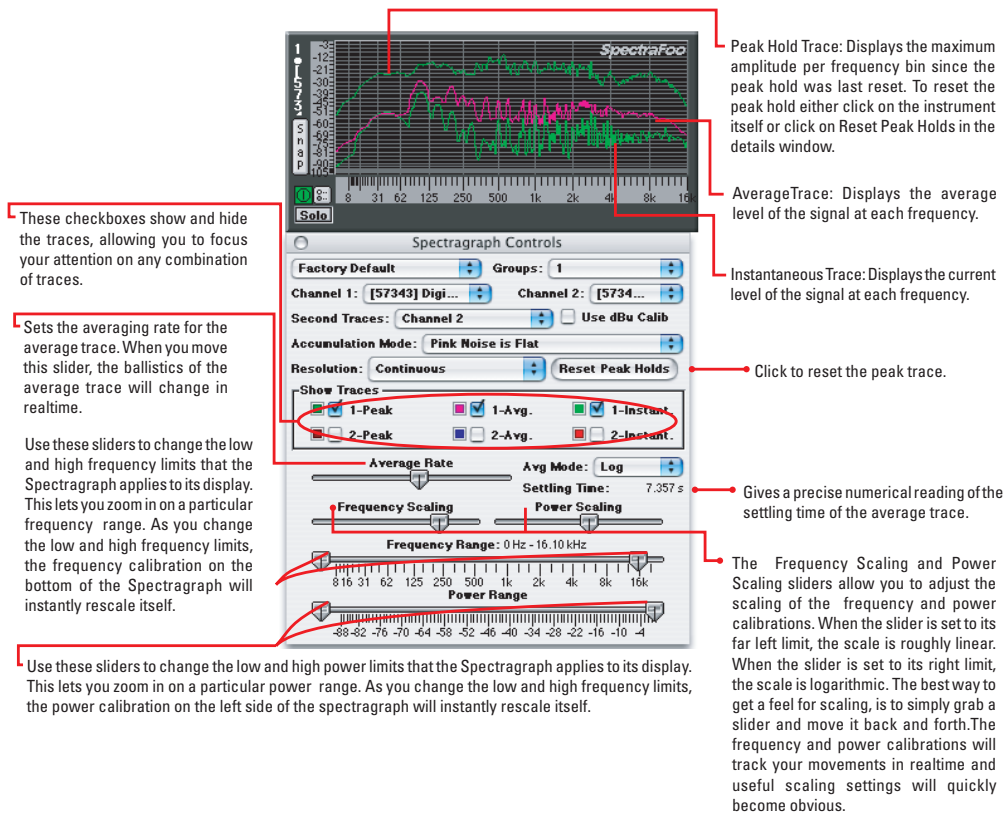 Peak Hold Trace: Displays the maximum
amplitude per frequency bin since the
peak hold was last reset. To reset the
peak hold either click on the instrument
itself or click on Reset Peak Holds in the
details window.
AverageTrace: Displays the average
level of the signal at each frequency.
Instantaneous Trace: Displays the current
level of the signal at each frequency.
SpectraFoo
1
573
Snap
-3
-12
-21
-30
-39
-45
-51
-60
-69
-75
-81
-90
-105
8 31 62 125 250 500 1k 2k 4k 8k 16k
Solo
These checkboxes show and hide
the traces, allowing you to focus
your attention on any combination
of traces.
Sets the averaging rate for the
average trace. When you move
this slider, the ballistics of the
average trace will change in
realtime.
Use these sliders to change the low
and high frequency limits that the
Spectragraph applies to its display.
This lets you zoom in on a particular
frequency range. As you change
the low and high frequency limits,
the frequency calibration on the
bottom of the Spectragraph will
instantly rescale itself.
Spectragraph Controls
Factory Default Groups: 1
Channel 1: [57343] Digi... Channel 2: [5734...
Second Traces: Channel 2 Use dBu Calib
Accumulation Mode: Pink Noise is Flat
Resolution: Continuous Reset Peak Holds
Show Traces
1-Peak 1-Avg. 1-Instant.
2-Peak 2-Avg. 2-Instant.
Average Rate Avg Mode: Log
Settling Time: 7.357 s
Frequency Scaling Power Scaling
Frequency Range: 0 Hz - 16.10 kHz
8 16 31 62 125 250 500 1k 2k 4k 8k 16k
Power Range
-88 -82 -76 -70 -64 -58 -52 -46 -40 -34 -28 -22 -16 -10 -4
Click to reset the peak trace.
Gives a precise numerical reading of the
settling time of the average trace.
The Frequency Scaling and Power
Scaling sliders allow you to adjust the
scaling of the frequency and power
calibrations. When the slider is set to its
far left limit, the scale is roughly linear.
When the slider is set to its right limit,
the scale is logarithmic. The best way to
get a feel for scaling, is to simply grab a
slider and move it back and forth.The
frequency and power calibrations will
track your movements in realtime and
useful scaling settings will quickly
become obvious.
Use these sliders to change the low and high power limits that the Spectragraph applies to its display.
This lets you zoom in on a particular power range. As you change the low and high frequency limits,
the power calibration on the left side of the spectragraph will instantly rescale itself.